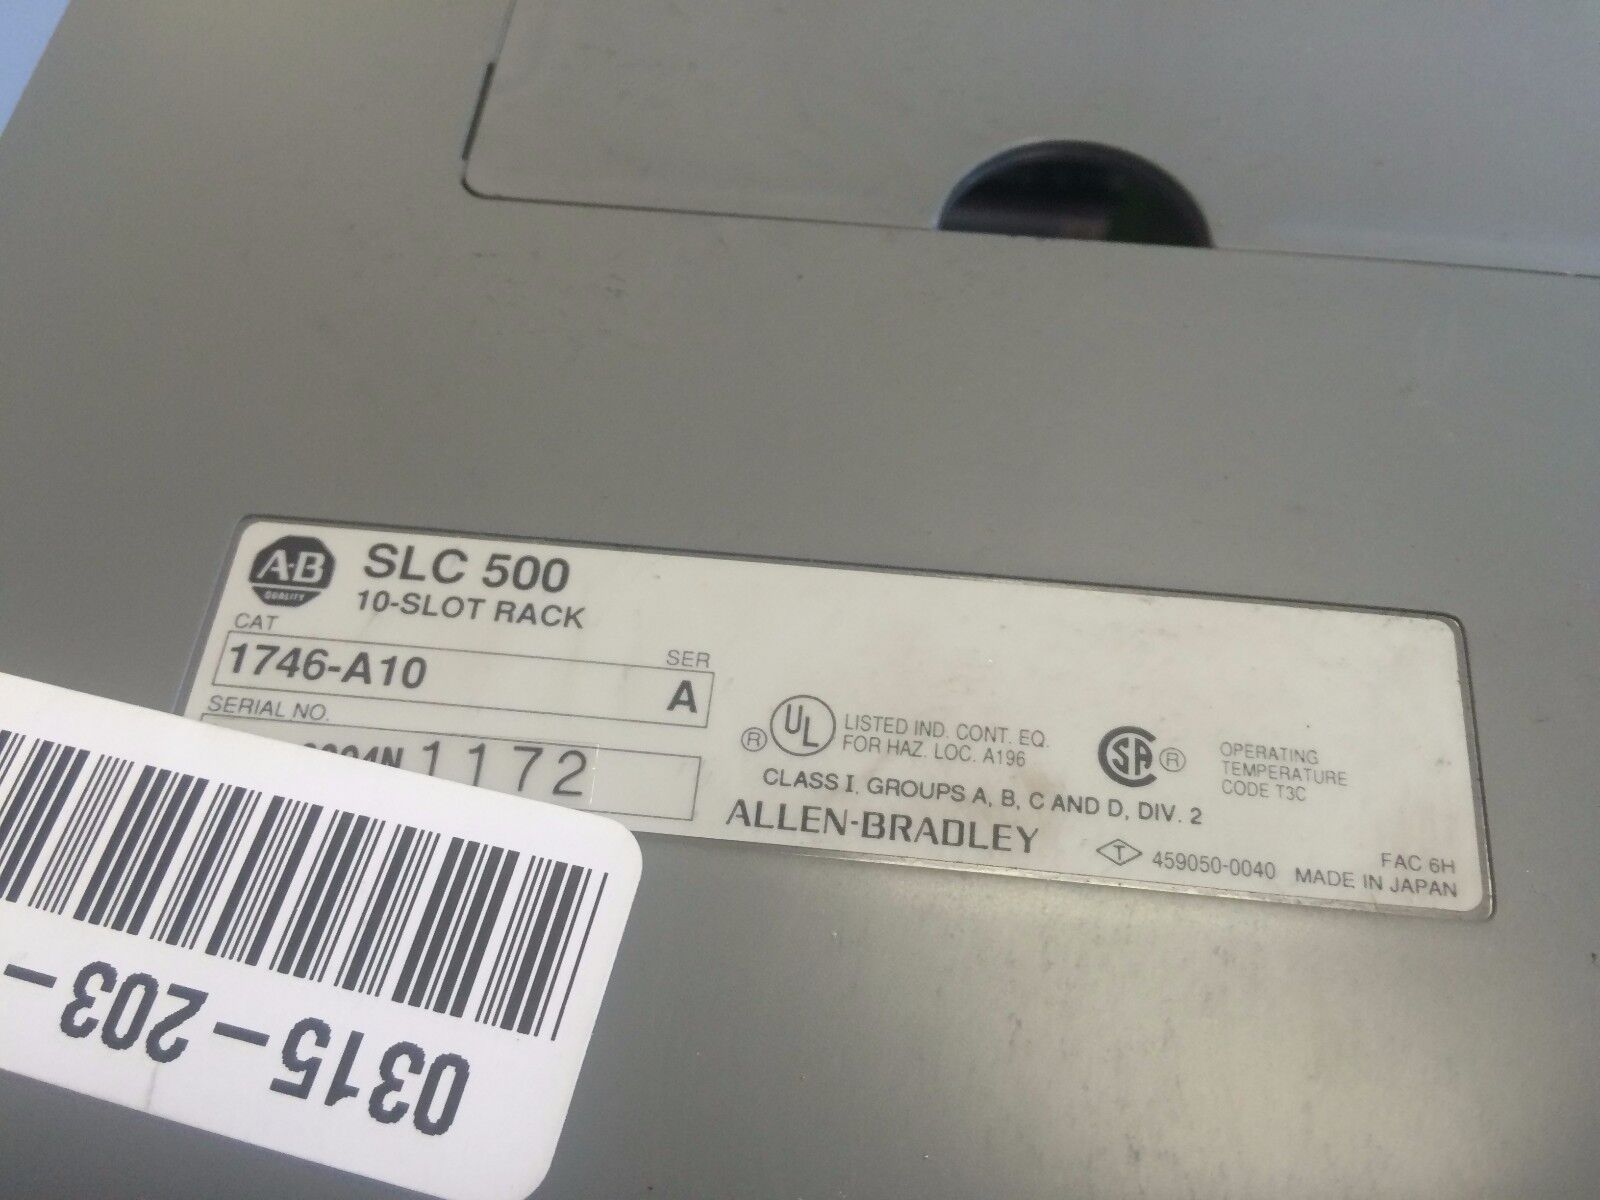 A·B
QUALITY
SLC 500
10-SLOT RACK
CAT
SER
1746-A10
A
SERIAL NO.
1172
® UL LISTED IND. CONT. EQ.
FOR HAZ. LOC. A196
SA ®
OPERATING
TEMPERATURE
CODE T3C
CLASS I, GROUPS A, B, C AND D, DIV. 2
ALLEN-BRADLEY
T 459050-0040
FAC 6H
MADE IN JAPAN
0315-203-